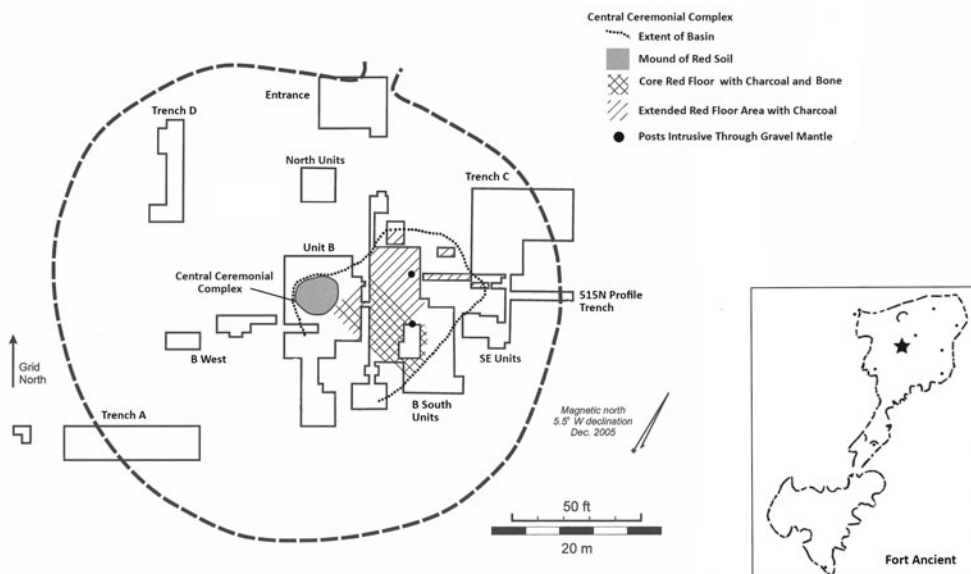 Central Ceremonial Complex
Extent of Basin
Mound of Red Soil
Core Red Floor with Charcoal and Bone
Extended Red Floor Area with Charcoal
Posts Intrusive Through Gravel Mantle
Entrance
Trench D
North Units
Trench C
Unit B
Central Ceremonial
Complex
515N Profile
Trench
B West
SE Units
Grid
North
B South
Units
Trench A
Magnetic north
5.5° W declination
Dec. 2005
50 ft
20 m
Fort Ancient